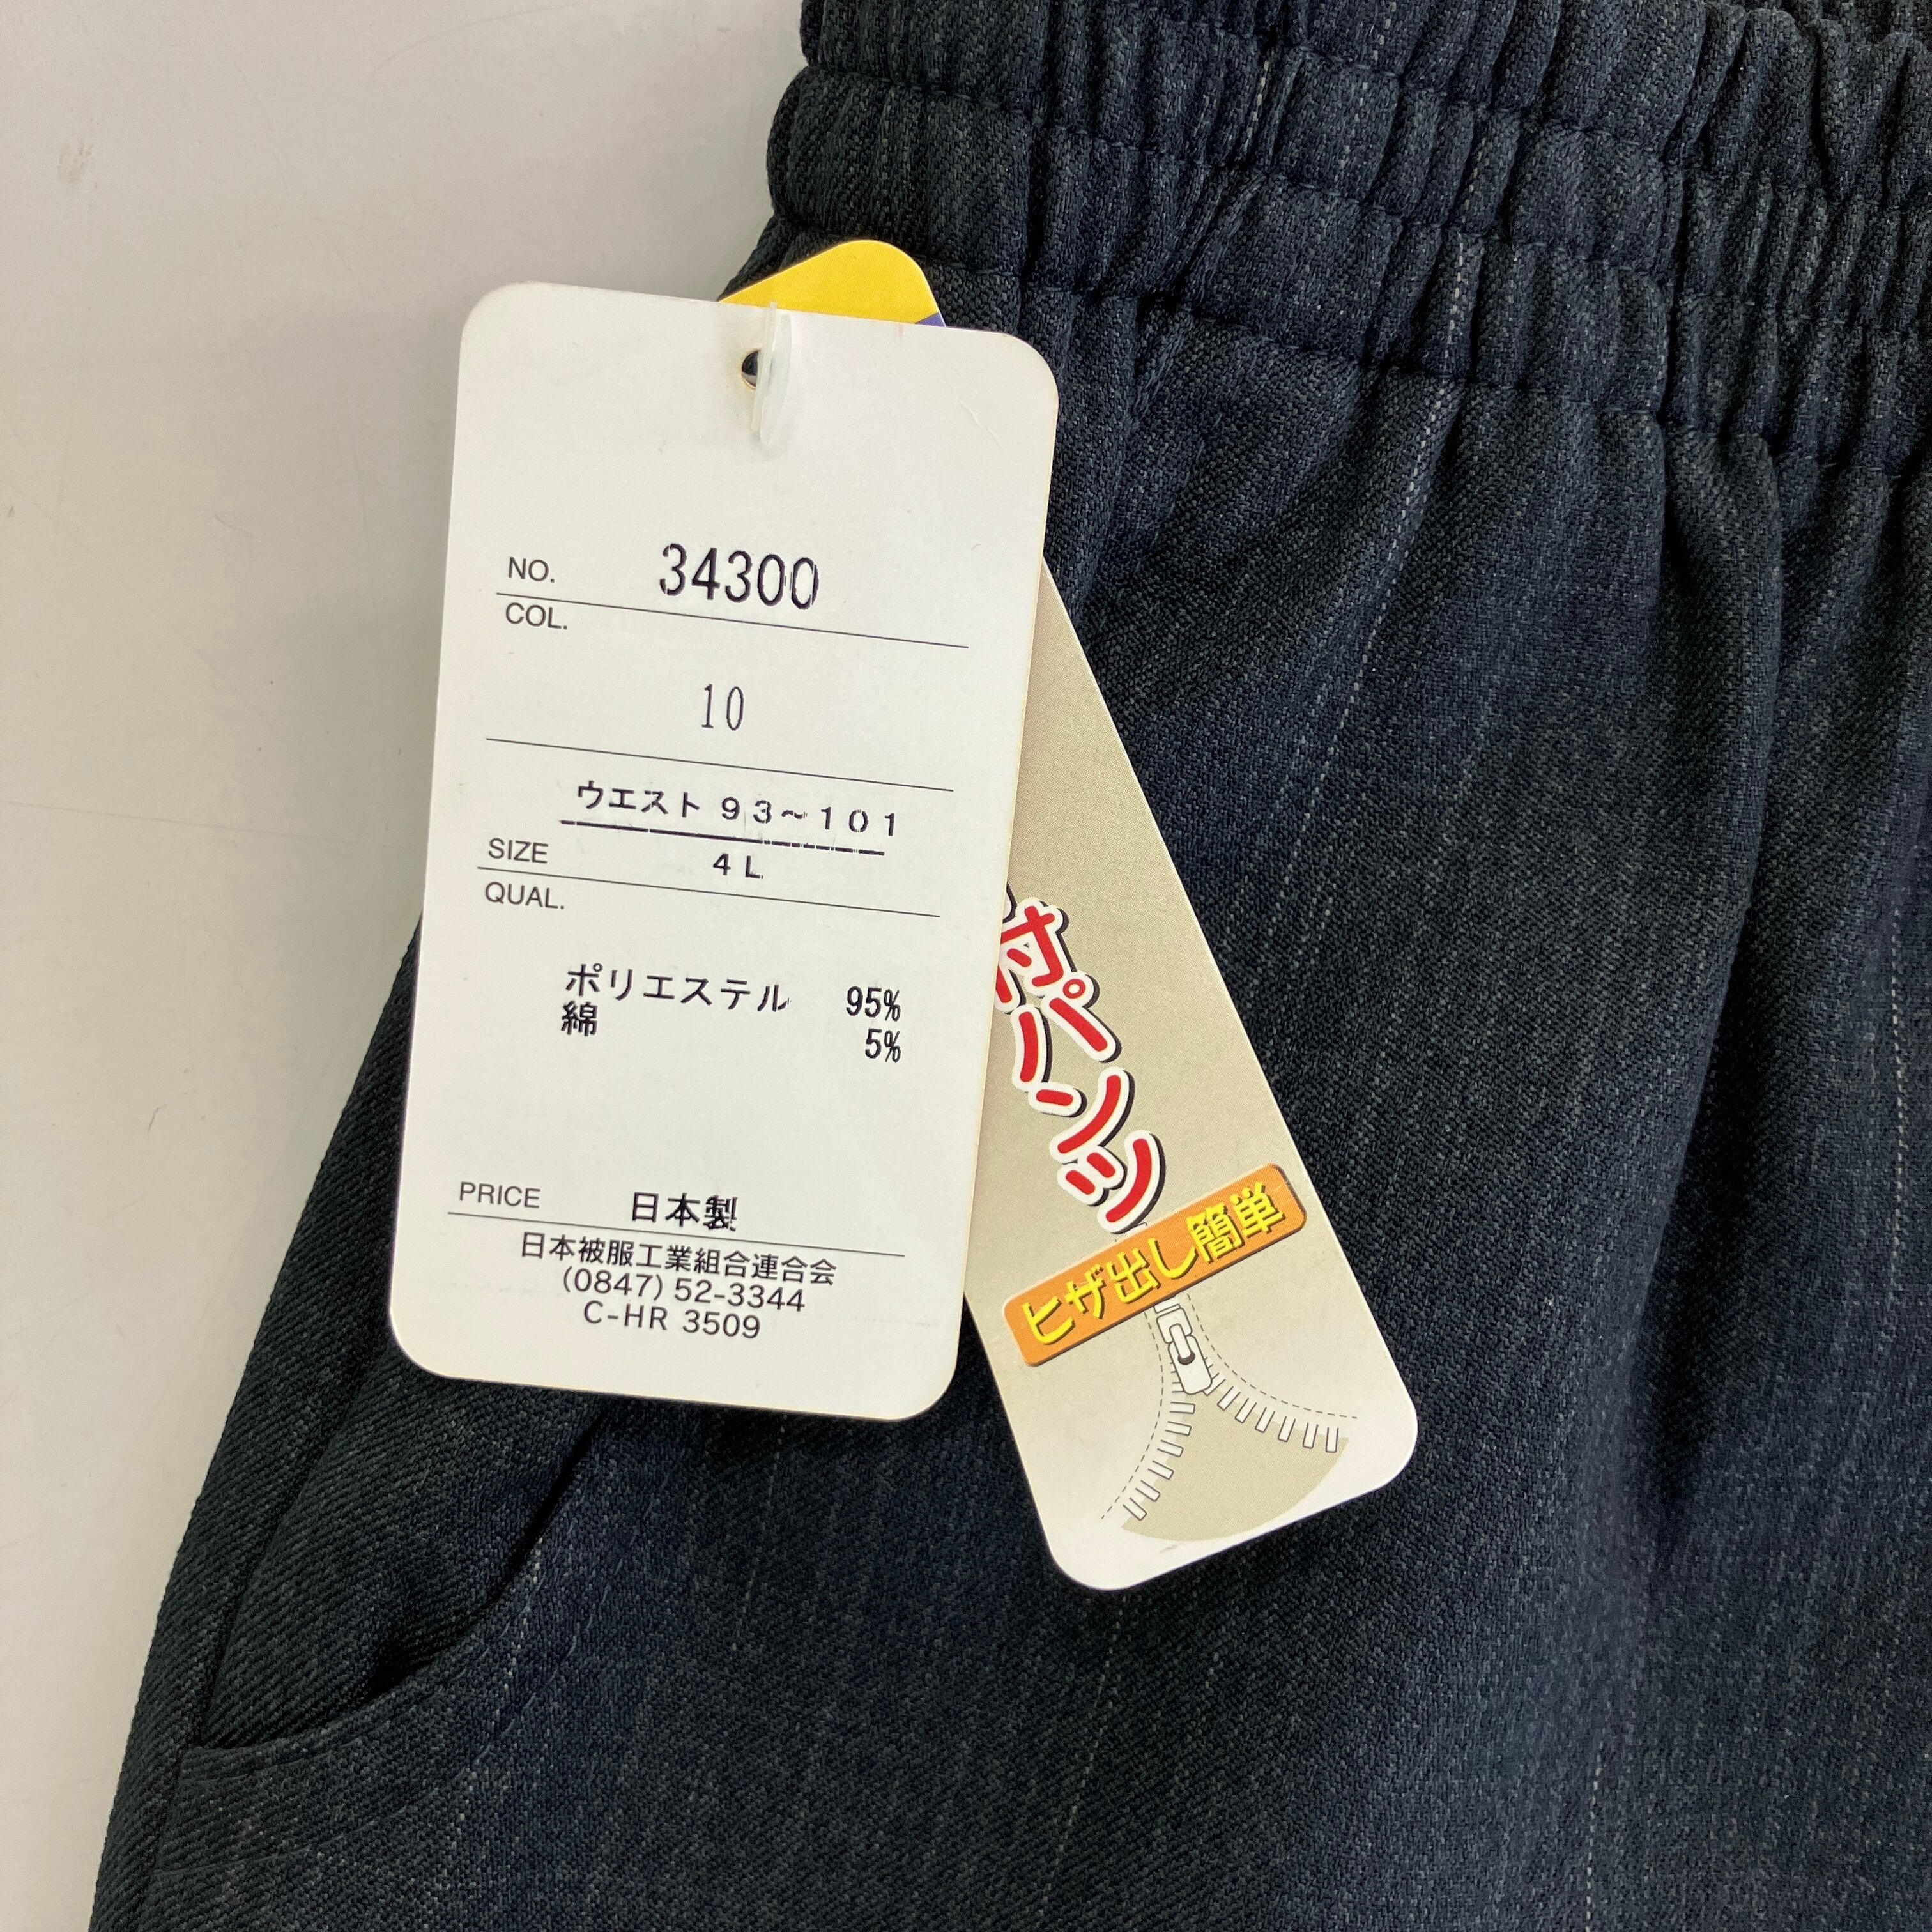 NO. 34300
COL.
10
ウエスト 93~101
SIZE 4L
QUAL.
ポリエステル 95%
綿 5%
PRICE 日本製
日本被服工業組合連合会
(0847) 52-3344
C-HR 3509
付パンツ
ヒザ出し簡単